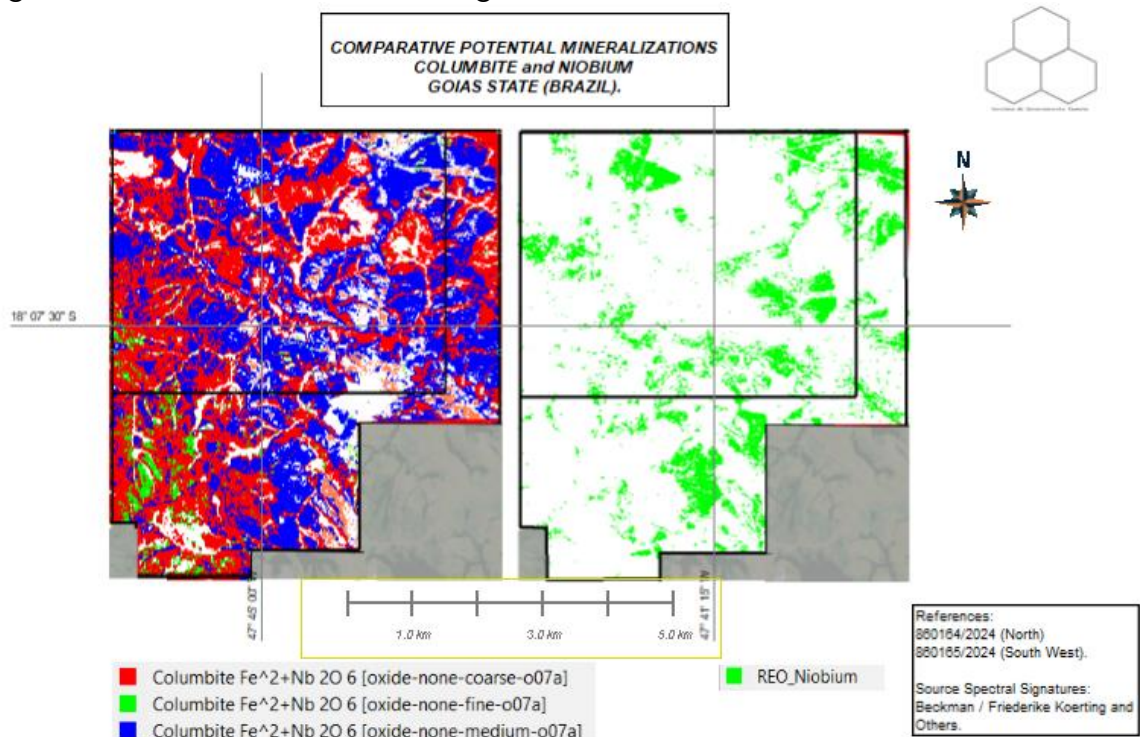 COMPARATIVE POTENTIAL MINERALIZATIONS
COLUMBITE and NIOBIUM
GOIAS STATE (BRAZIL).
N
18° 07' 30" S
47° 45' 00"
47° 41' 15"
1.0 km
3.0 km
5.0 km
Columbite Fe^2+Nb 2O 6 [oxide-none-coarse-o07a]
Columbite Fe^2+Nb 2O 6 [oxide-none-fine-o07a]
Columbite Fe^2+Nb 2O 6 [oxide-none-medium-o07a]
REO_Niobium
References:
860164/2024 (North)
860165/2024 (South West).
Source Spectral Signatures:
Beckman / Friederike Koerting and
Others.